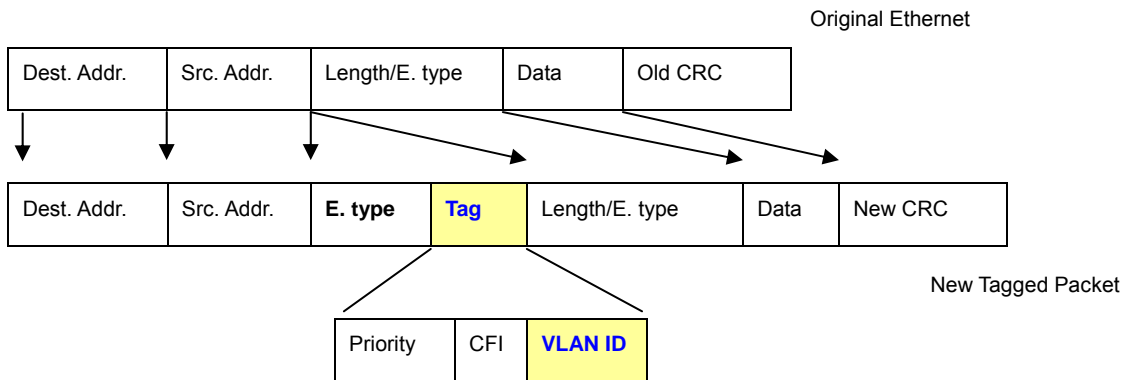 Original Ethernet
Dest. Addr. Src. Addr. Length/E. type Data Old CRC
Dest. Addr. Src. Addr. E. type Tag Length/E. type Data New CRC
New Tagged Packet
Priority CFI VLAN ID